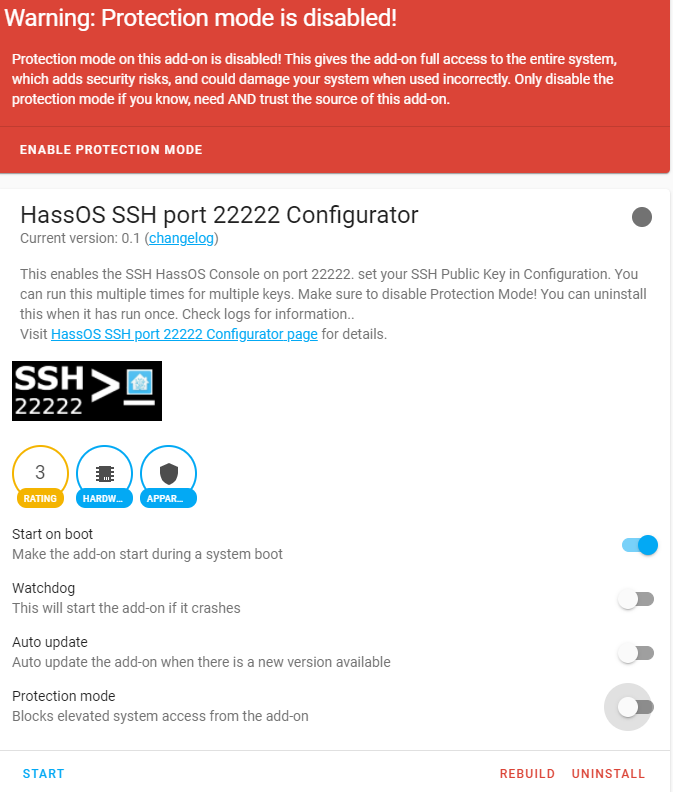 Warning: Protection mode is disabled!
Protection mode on this add-on is disabled! This gives the add-on full access to the entire system,
which adds security risks, and could damage your system when used incorrectly. Only disable the
protection mode if you know, need AND trust the source of this add-on.
ENABLE PROTECTION MODE
HassOS SSH port 22222 Configurator
Current version: 0.1 (changelog)
This enables the SSH HassOS Console on port 22222. set your SSH Public Key in Configuration. You
can run this multiple times for multiple keys. Make sure to disable Protection Mode! You can uninstall
this when it has run once. Check logs for information..
Visit HassOS SSH port 22222 Configurator page for details.
SSH >_
22222
3
RATING
HARDW...
APPAR...
Start on boot
Make the add-on start during a system boot
Watchdog
This will start the add-on if it crashes
Auto update
Auto update the add-on when there is a new version available
Protection mode
Blocks elevated system access from the add-on
START
REBUILD
UNINSTALL